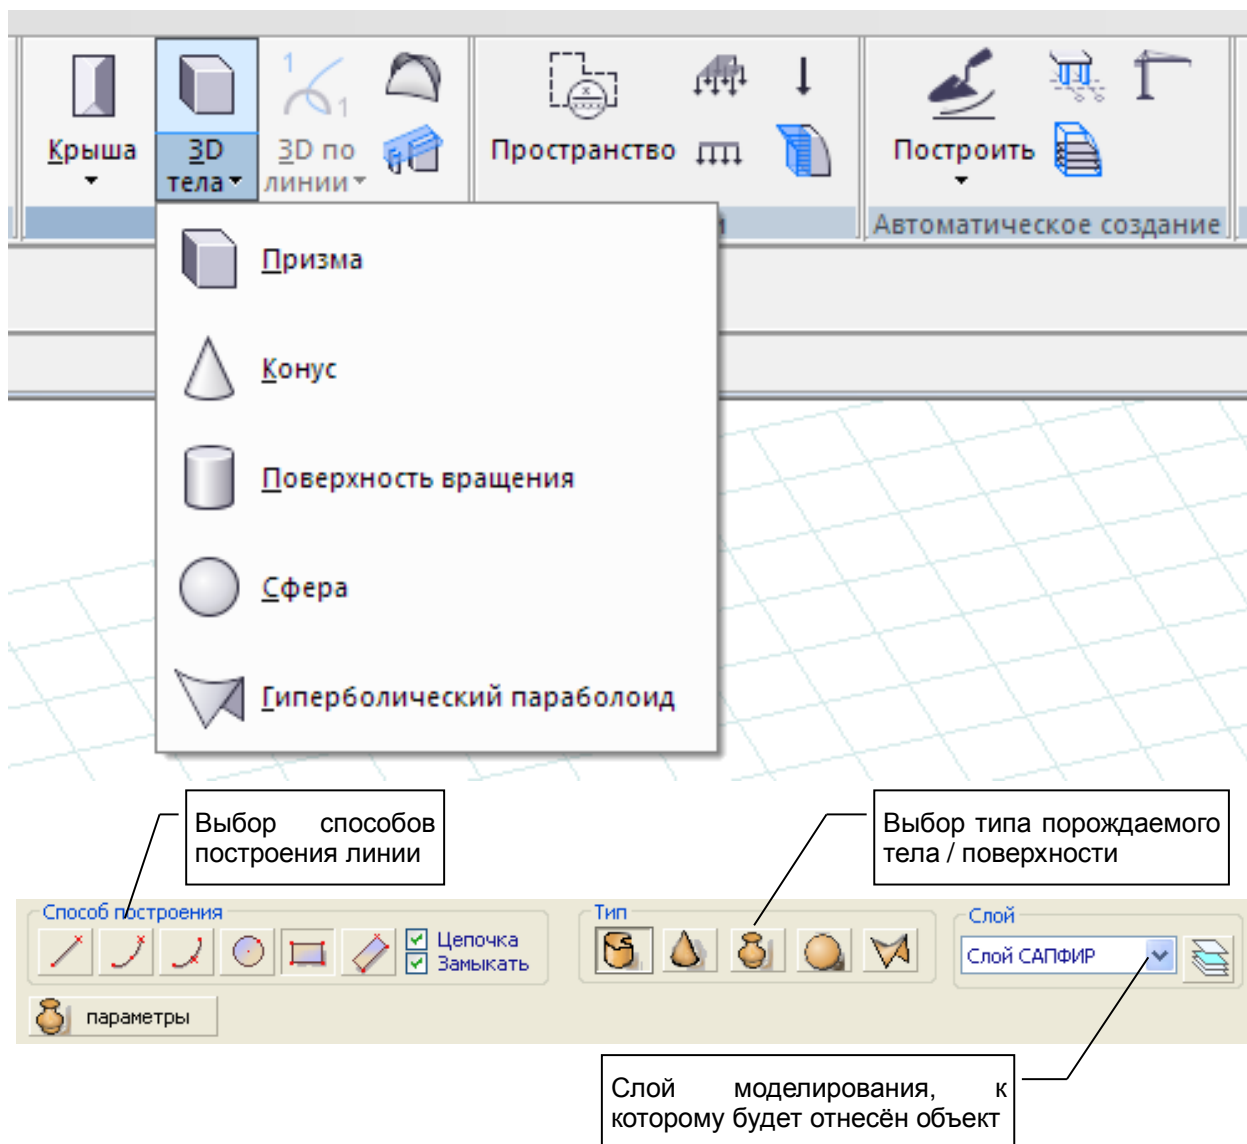 Крыша
3D тела
3D по линии
Пространство
Построить
Автоматическое создание
Призма
Конус
Поверхность вращения
Сфера
Гиперболический параболоид
Выбор способов
построения линии
Выбор типа порождаемого
тела / поверхности
Способ построения
Цепочка
Замыкать
Тип
Слой
Слой САПФИР
параметры
Слой моделирования, к
которому будет отнесён объект